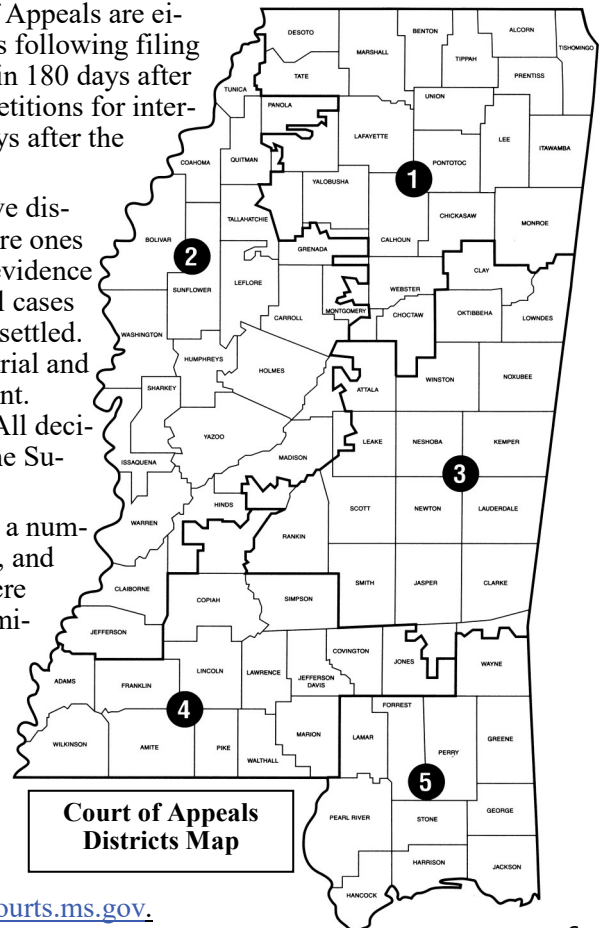 f Appeals are ei-
s following filing
in 180 days after
etitions for inter-
ys after the
ve dis-
re ones
evidence
l cases
settled.
rial and
nt.
All deci-
ne Su-
a num-
, and
ere
mi-
DESOTO
BENTON
ALCORN
TISHOMINGO
MARSHALL
TIPPAH
TATE
PRENTISS
TUNICA
PANOLA
UNION
LAFAYETTE
LEE
ITAWAMBA
COAHOMA
QUITMAN
PONTOTOC
1
YALOBUSHA
TALLAHATCHIE
CHICKASAW
MONROE
BOLIVAR
2
GRENADA
CALHOUN
CLAY
SUNFLOWER
LEFLORE
WEBSTER
CARROLL
MONTGOMERY
CHOCTAW
OKTIBBEHA
LOWNDES
WASHINGTON
HUMPHREYS
HOLMES
WINSTON
NOXUBEE
SHARKEY
ATTALA
YAZOO
LEAKE
NESHOBA
KEMPER
ISSAQUENA
MADISON
3
HINDS
SCOTT
NEWTON
LAUDERDALE
WARREN
RANKIN
CLAIBORNE
COPIAH
SIMPSON
SMITH
JASPER
CLARKE
JEFFERSON
COVINGTON
JONES
WAYNE
ADAMS
FRANKLIN
LINCOLN
LAWRENCE
JEFFERSON
DAVIS
4
FORREST
WILKINSON
AMITE
PIKE
WALTHALL
MARION
LAMAR
PERRY
GREENE
5
PEARL RIVER
STONE
GEORGE
HARRISON
JACKSON
HANCOCK
Court of Appeals
Districts Map
ourts.ms.gov.